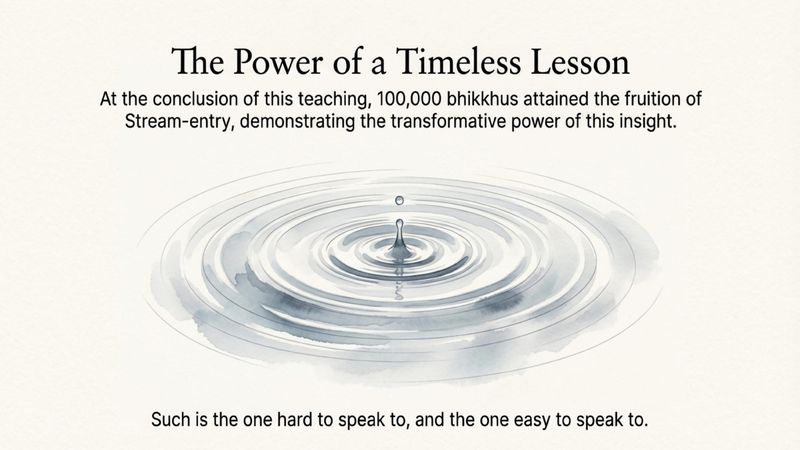 The Power of a Timeless Lesson
At the conclusion of this teaching, 100,000 bhikkhus attained the fruition of
Stream-entry, demonstrating the transformative power of this insight.
Such is the one hard to speak to, and the one easy to speak to.